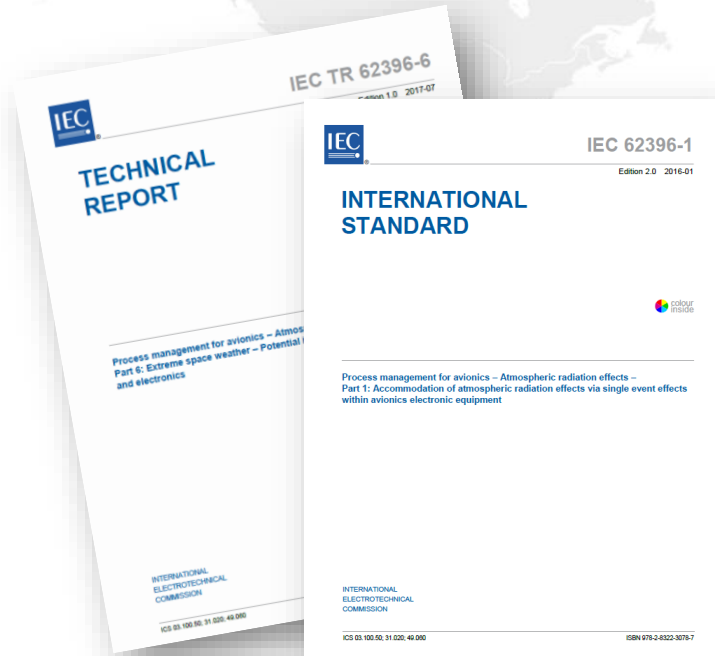 IEC TR 62396-6
Edition 1.0 2017-07
IEC
®
TECHNICAL
REPORT
Process management for avionics – Atmos
Part 6: Extreme space weather – Potential
and electronics
INTERNATIONAL
ELECTROTECHNICAL
COMMISSION
ICS 03.100.50; 31.020; 49.060
IEC
®
IEC 62396-1
Edition 2.0 2016-01
INTERNATIONAL
STANDARD
colour
inside
Process management for avionics – Atmospheric radiation effects –
Part 1: Accommodation of atmospheric radiation effects via single event effects
within avionics electronic equipment
INTERNATIONAL
ELECTROTECHNICAL
COMMISSION
ICS 03.100.50; 31.020; 49.060
ISBN 978-2-8322-3078-7